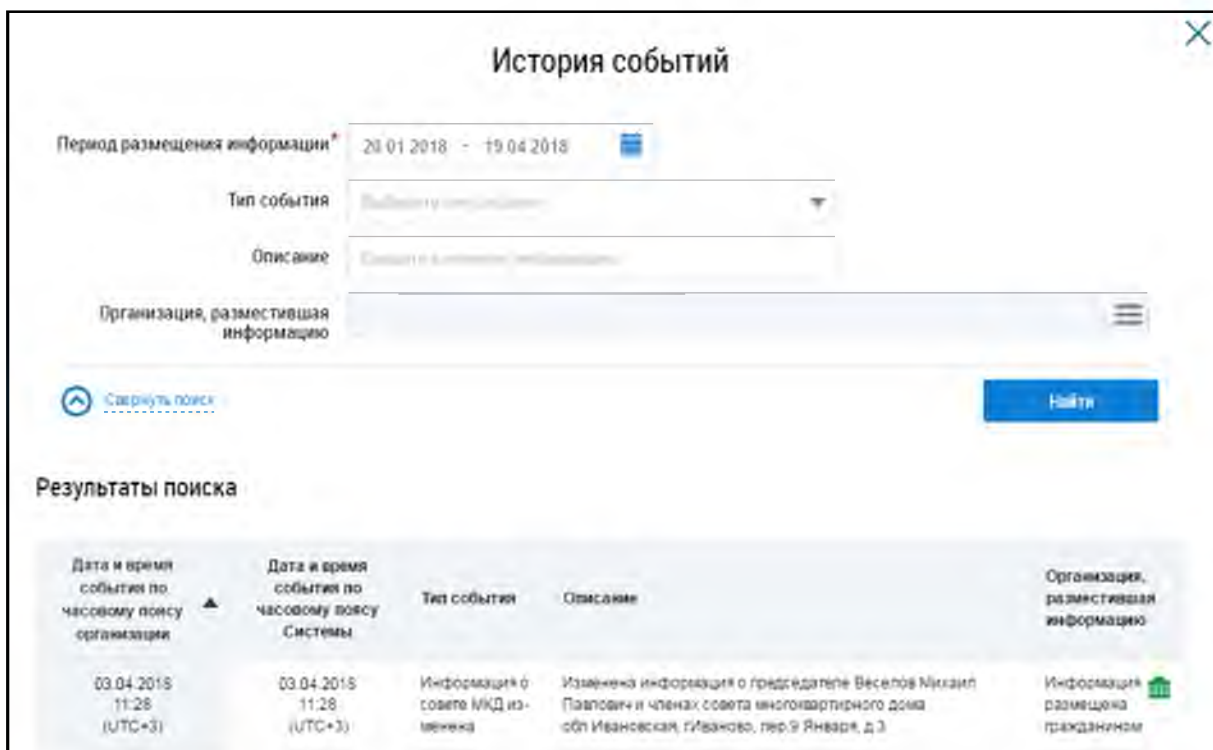 История событий
Период размещения информации*
20.01.2018 - 19.04.2018
Тип события
Описание
Организация, разместившая
информацию
Свернуть поиск
Найти
Результаты поиска
Дата и время
события по
часовому поясу
организации
Дата и время
события по
часовому поясу
Системы
Тип события
Описание
Организация,
разместившая
информацию
03.04.2018
11:28
(UTC+3)
03.04.2018
11:28
(UTC+3)
Информация о
совете МКД из-
менена
Изменена информация о председателе Веселов Михаил
Павлович и членах совета многоквартирного дома
обл Ивановская, г.Иваново, пер.9 Января, д.3
Информация
размещена
гражданином